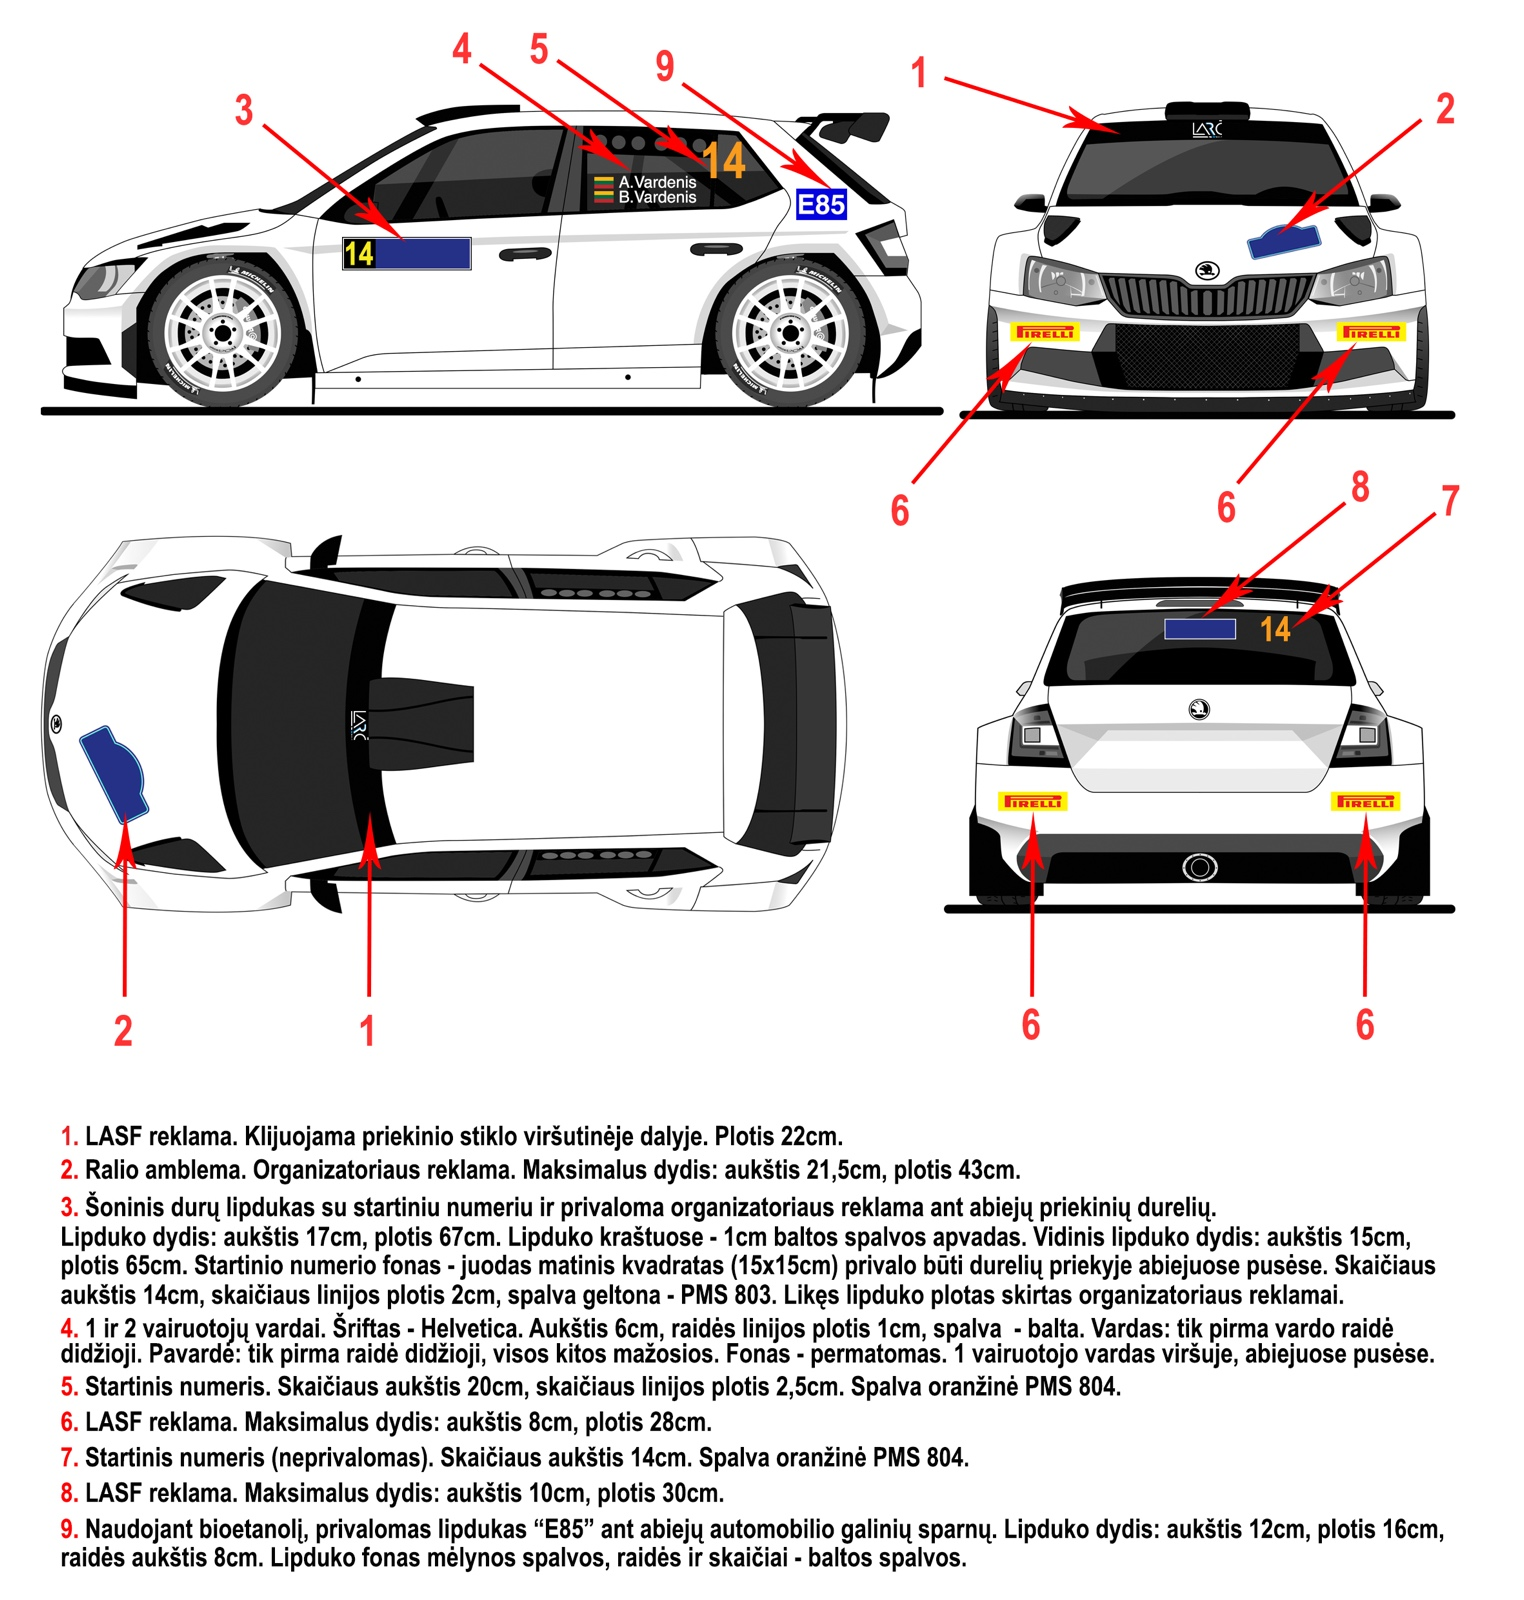 4
5
9
1
3
2
LARČ
14
A.Vardenis
B.Vardenis
E85
14
MICHELIN
MICHELIN
MICHELIN
MICHELIN
PIRELLI
PIRELLI
6
6
8
7
14
LARČ
PIRELLI
PIRELLI
2
1
6
6
1. LASF reklama. Klijuojama priekinio stiklo viršutinėje dalyje. Plotis 22cm.
2. Ralio amblema. Organizatoriaus reklama. Maksimalus dydis: aukštis 21,5cm, plotis 43cm.
3. Šoninis durų lipdukas su startiniu numeriu ir privaloma organizatoriaus reklama ant abiejų priekinių durelių.
Lipduko dydis: aukštis 17cm, plotis 67cm. Lipduko kraštuose - 1cm baltos spalvos apvadas. Vidinis lipduko dydis: aukštis 15cm,
plotis 65cm. Startinio numerio fonas - juodas matinis kvadratas (15x15cm) privalo būti durelių priekyje abiejuose pusėse. Skaičiaus
aukštis 14cm, skaičiaus linijos plotis 2cm, spalva geltona - PMS 803. Likęs lipduko plotas skirtas organizatoriaus reklamai.
4. 1 ir 2 vairuotojų vardai. Šriftas - Helvetica. Aukštis 6cm, raidės linijos plotis 1cm, spalva - balta. Vardas: tik pirma vardo raidė
didžioji. Pavardė: tik pirma raidė didžioji, visos kitos mažosios. Fonas - permatomas. 1 vairuotojo vardas viršuje, abiejuose pusėse.
5. Startinis numeris. Skaičiaus aukštis 20cm, skaičiaus linijos plotis 2,5cm. Spalva oranžinė PMS 804.
6. LASF reklama. Maksimalus dydis: aukštis 8cm, plotis 28cm.
7. Startinis numeris (neprivalomas). Skaičiaus aukštis 14cm. Spalva oranžinė PMS 804.
8. LASF reklama. Maksimalus dydis: aukštis 10cm, plotis 30cm.
9. Naudojant bioetanolį, privalomas lipdukas “E85” ant abiejų automobilio galinių sparnų. Lipduko dydis: aukštis 12cm, plotis 16cm,
raidės aukštis 8cm. Lipduko fonas mėlynos spalvos, raidės ir skaičiai - baltos spalvos.